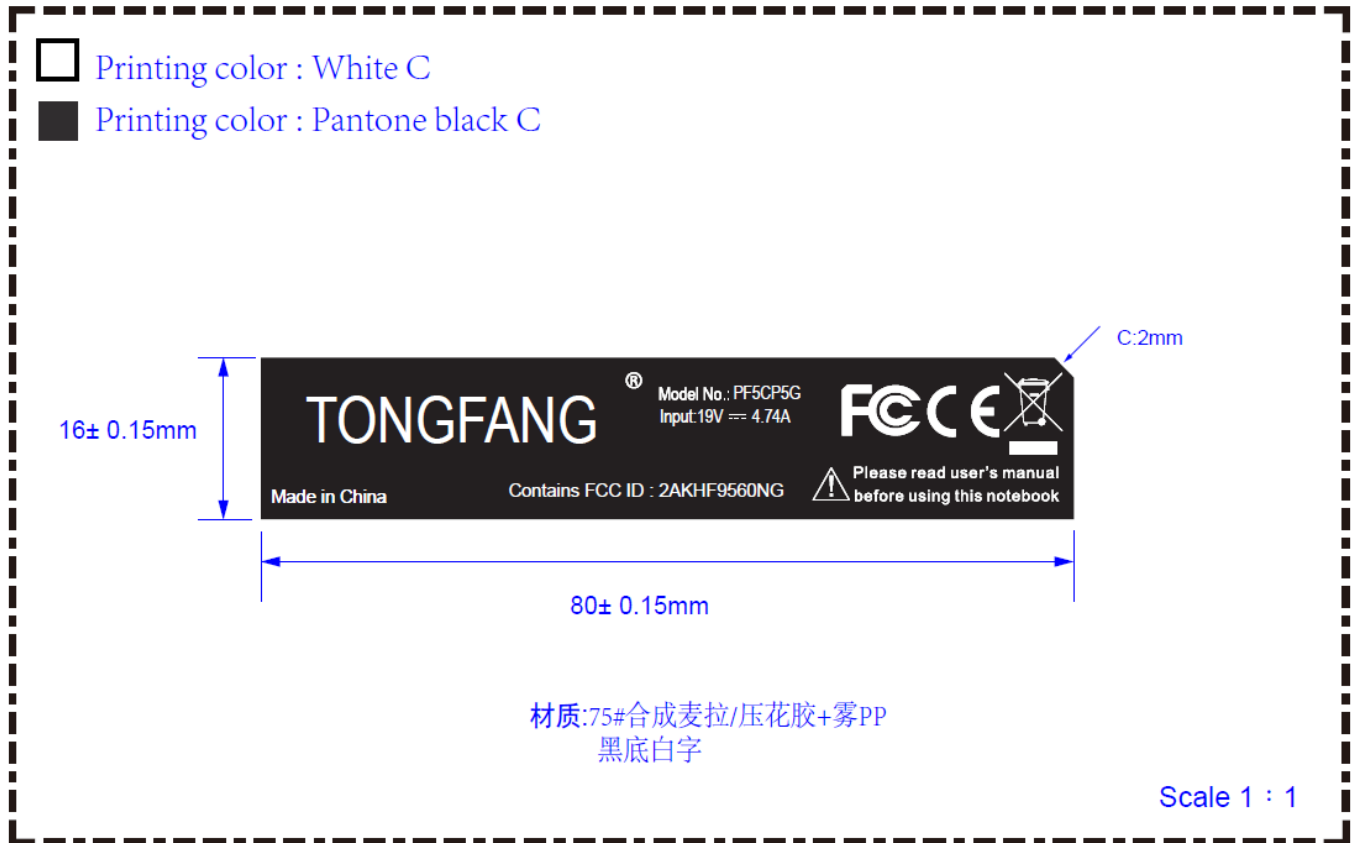 Printing color : White C
Printing color : Pantone black C
C:2mm
16± 0.15mm
TONGFANG ®
Model No.: PF5CP5G
Input:19V ⎓ 4.74A
FC CE
Made in China
Contains FCC ID : 2AKHF9560NG
Please read user's manual
before using this notebook
80± 0.15mm
材质:75#合成麦拉/压花胶+雾PP
黑底白字
Scale 1：1